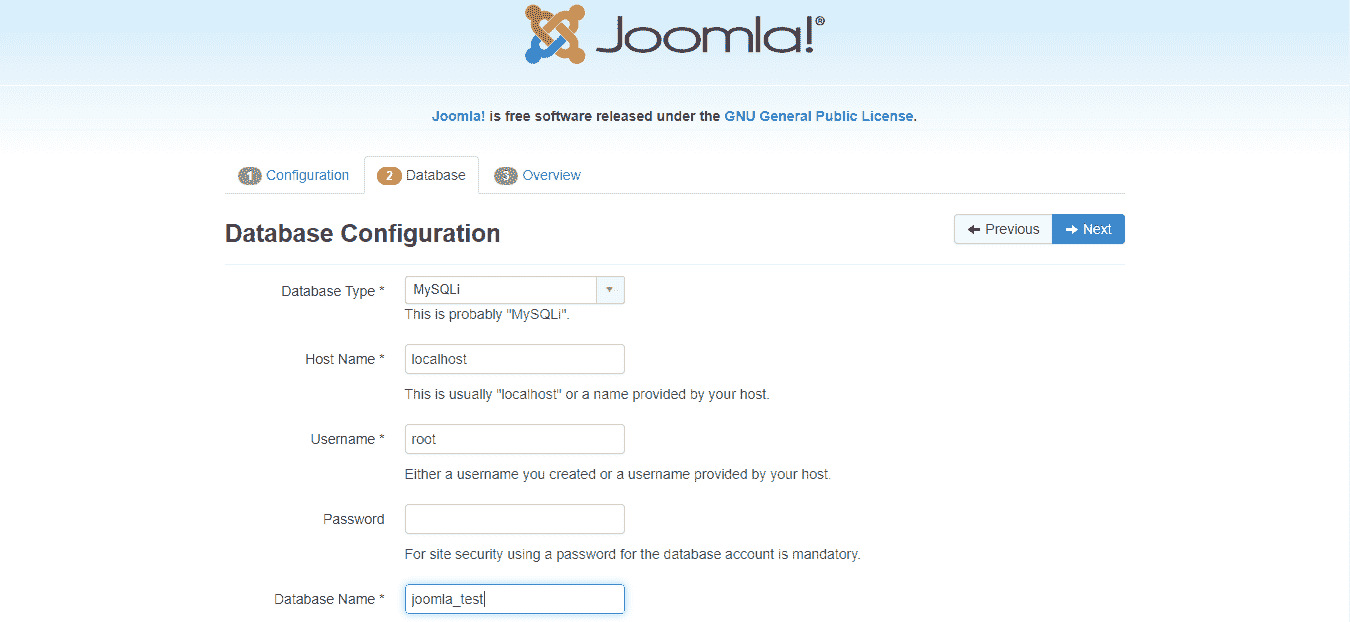 Joomla!®
Joomla! is free software released under the GNU General Public License.
1 Configuration 2 Database 3 Overview
Database Configuration Previous Next
Database Type * MySQLi
This is probably "MySQLi".
Host Name * localhost
This is usually "localhost" or a name provided by your host.
Username * root
Either a username you created or a username provided by your host.
Password
For site security using a password for the database account is mandatory.
Database Name * joomla_test